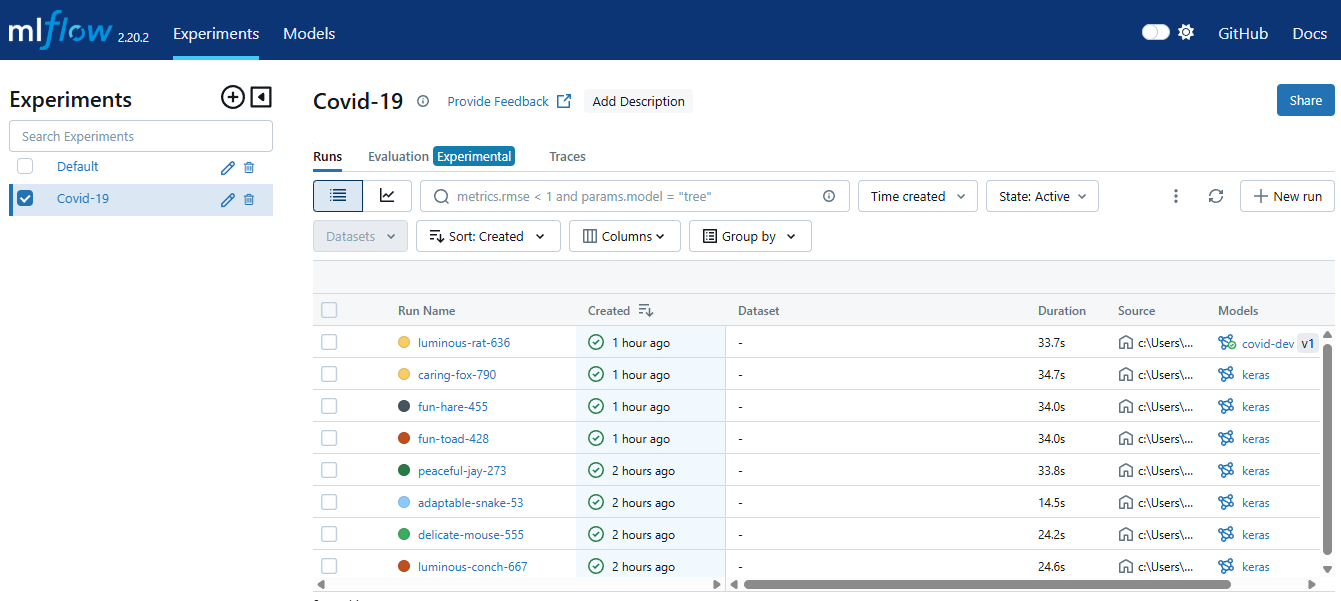 mlflow 2.20.2 Experiments Models GitHub Docs
Experiments
Search Experiments
Default
Covid-19
Covid-19 Provide Feedback Add Description Share
Runs Evaluation Experimental Traces
metrics.rmse < 1 and params.model = "tree" Time created State: Active New run
Datasets Sort: Created Columns Group by
Run Name Created Dataset Duration Source Models
luminous-rat-636 1 hour ago - 33.7s c:\Users\... covid-dev v1
caring-fox-790 1 hour ago - 34.7s c:\Users\... keras
fun-hare-455 1 hour ago - 34.0s c:\Users\... keras
fun-toad-428 1 hour ago - 34.0s c:\Users\... keras
peaceful-jay-273 2 hours ago - 33.8s c:\Users\... keras
adaptable-snake-53 2 hours ago - 14.5s c:\Users\... keras
delicate-mouse-555 2 hours ago - 24.2s c:\Users\... keras
luminous-conch-667 2 hours ago - 24.6s c:\Users\... keras